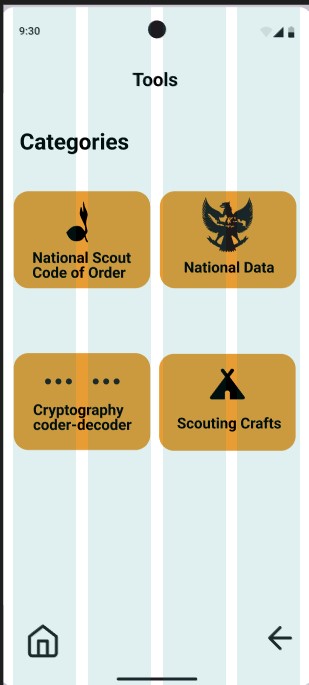 9:30
Tools
Categories
National Scout
Code of Order
National Data
Cryptography
coder-decoder
Scouting Crafts